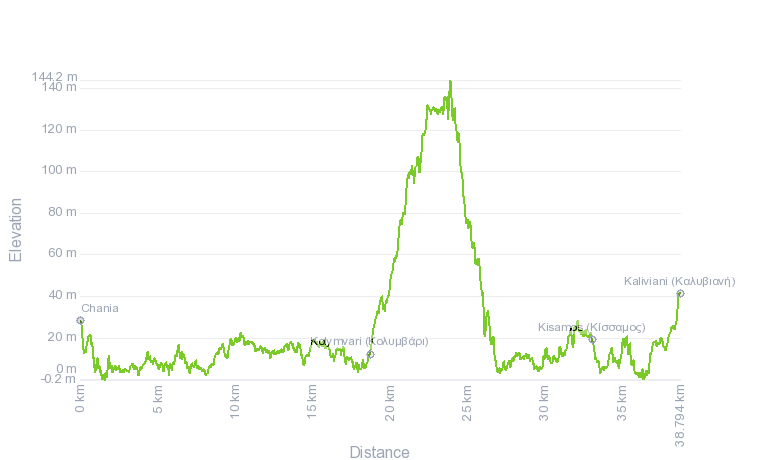 144.2 m
140 m
120 m
100 m
80 m
60 m
40 m
20 m
0 m
-0.2 m
Elevation
Chania
Kolymvari (Κολυμβάρι)
Kisamos (Κίσσαμος)
Kaliviani (Καλυβιανή)
0 km
5 km
10 km
15 km
20 km
25 km
30 km
35 km
38.794 km
Distance